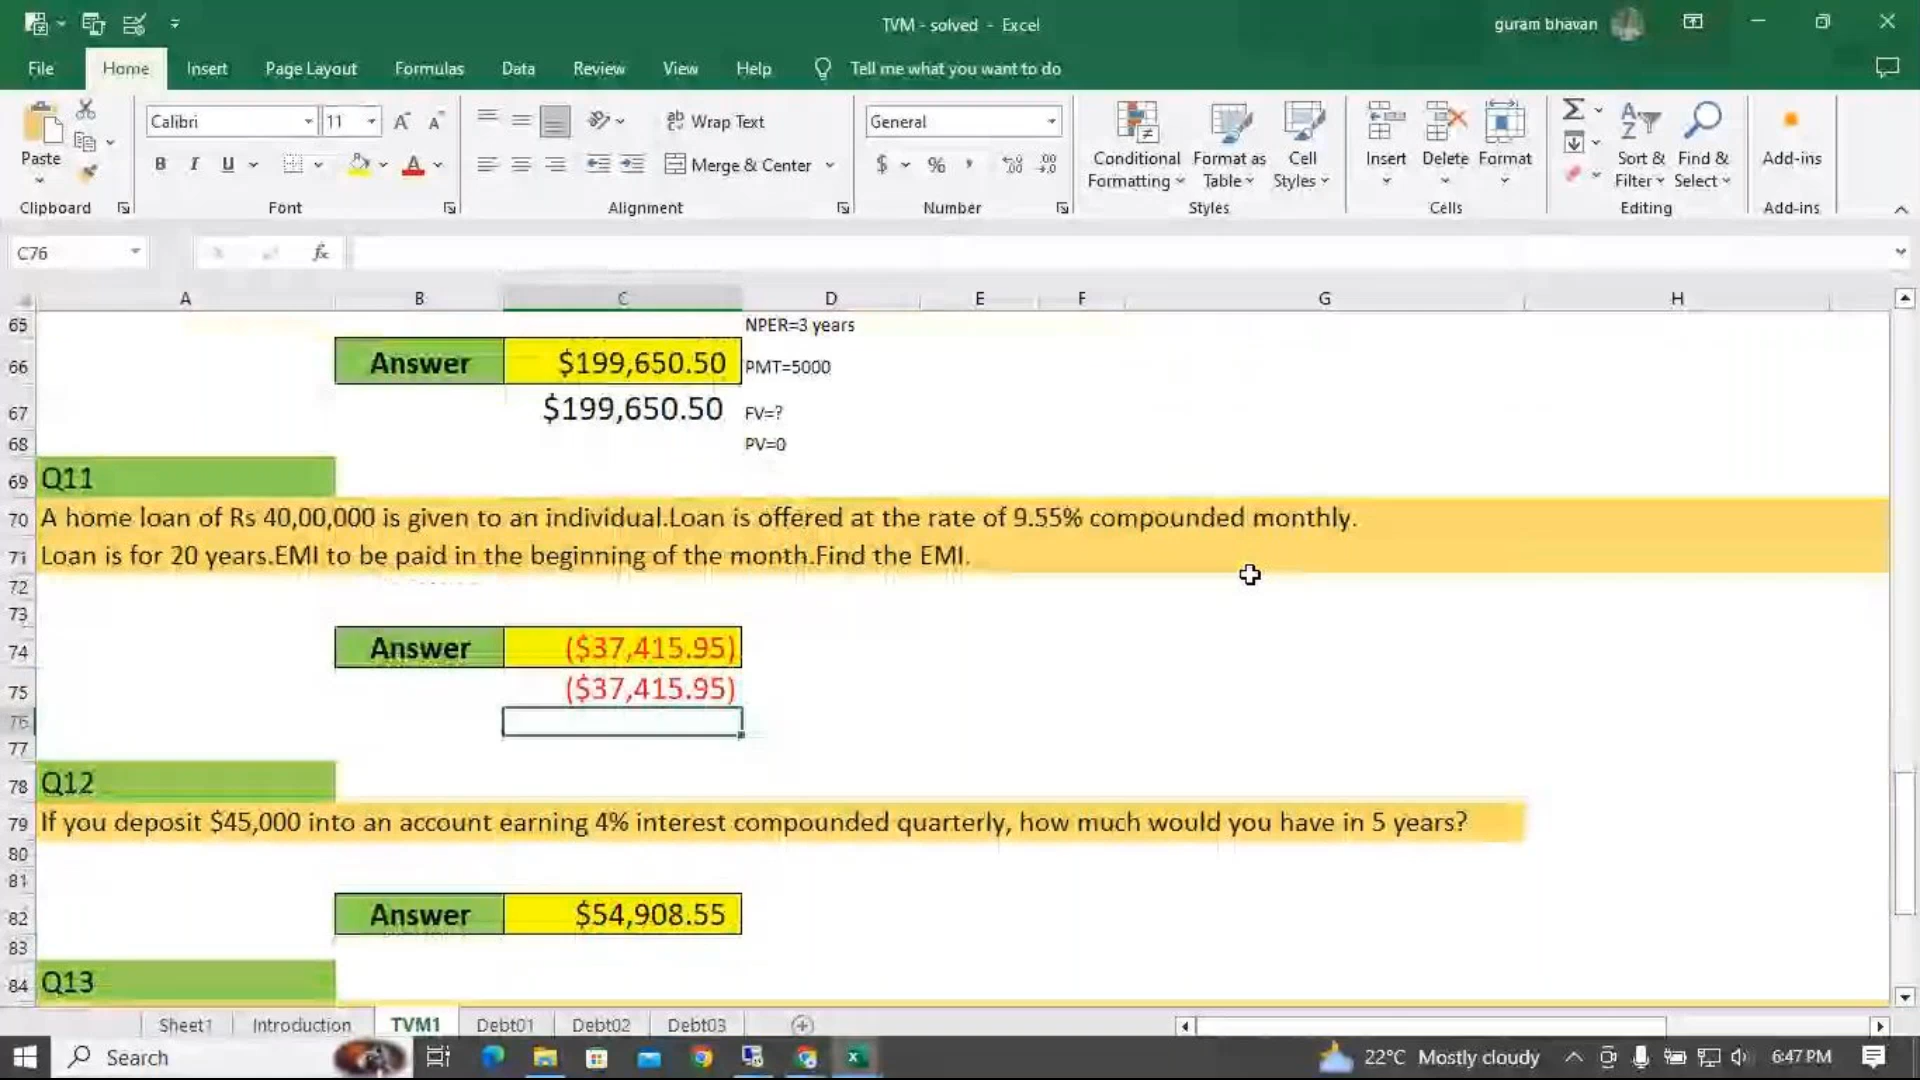 TVM - solved - Excel
guram bhavan
File Home Insert Page Layout Formulas Data Review View Help Tell me what you want to do
Paste
Clipboard
Calibri 11
B I U
Font
Wrap Text
Merge & Center
Alignment
General
$ % ,
Number
Conditional Formatting
Format as Table
Cell Styles
Styles
Insert Delete Format
Cells
Sort & Filter
Find & Select
Editing
Add-ins
Add-ins
C76 fx
A B C D E F G H
65 NPER=3 years
66 Answer $199,650.50 PMT=5000
67 $199,650.50 FV=?
68 PV=0
69 Q11
70 A home loan of Rs 40,00,000 is given to an individual.Loan is offered at the rate of 9.55% compounded monthly.
71 Loan is for 20 years.EMI to be paid in the beginning of the month.Find the EMI.
72
73
74 Answer ($37,415.95)
75 ($37,415.95)
76
77
78 Q12
79 If you deposit $45,000 into an account earning 4% interest compounded quarterly, how much would you have in 5 years?
80
81
82 Answer $54,908.55
83
84 Q13
Sheet1 Introduction TVM1 Debt01 Debt02 Debt03
Search
22°C Mostly cloudy 6:47 PM